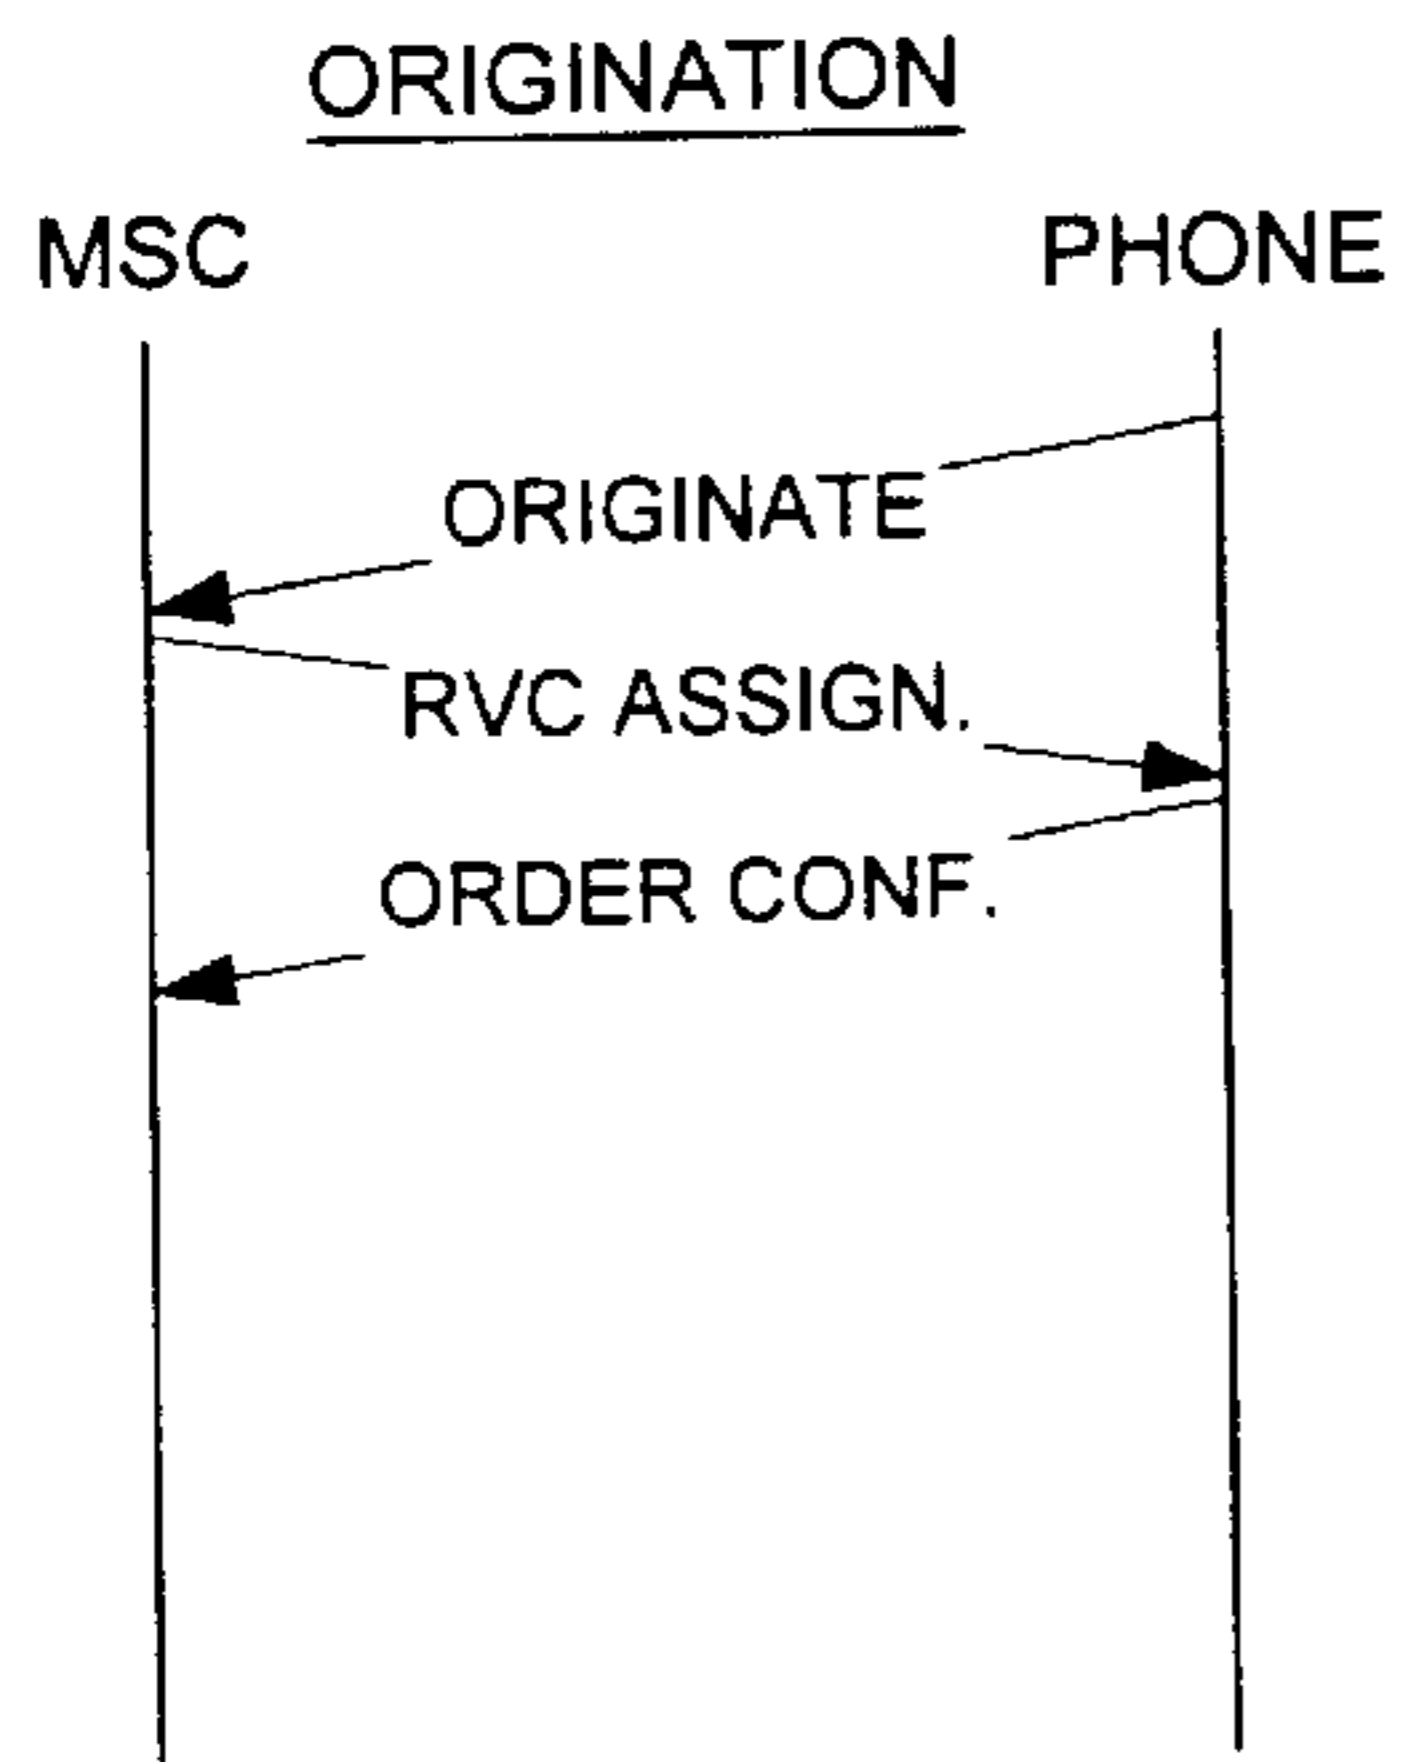 ORIGINATION
MSC PHONE
ORIGINATE
RVC ASSIGN.
ORDER CONF.